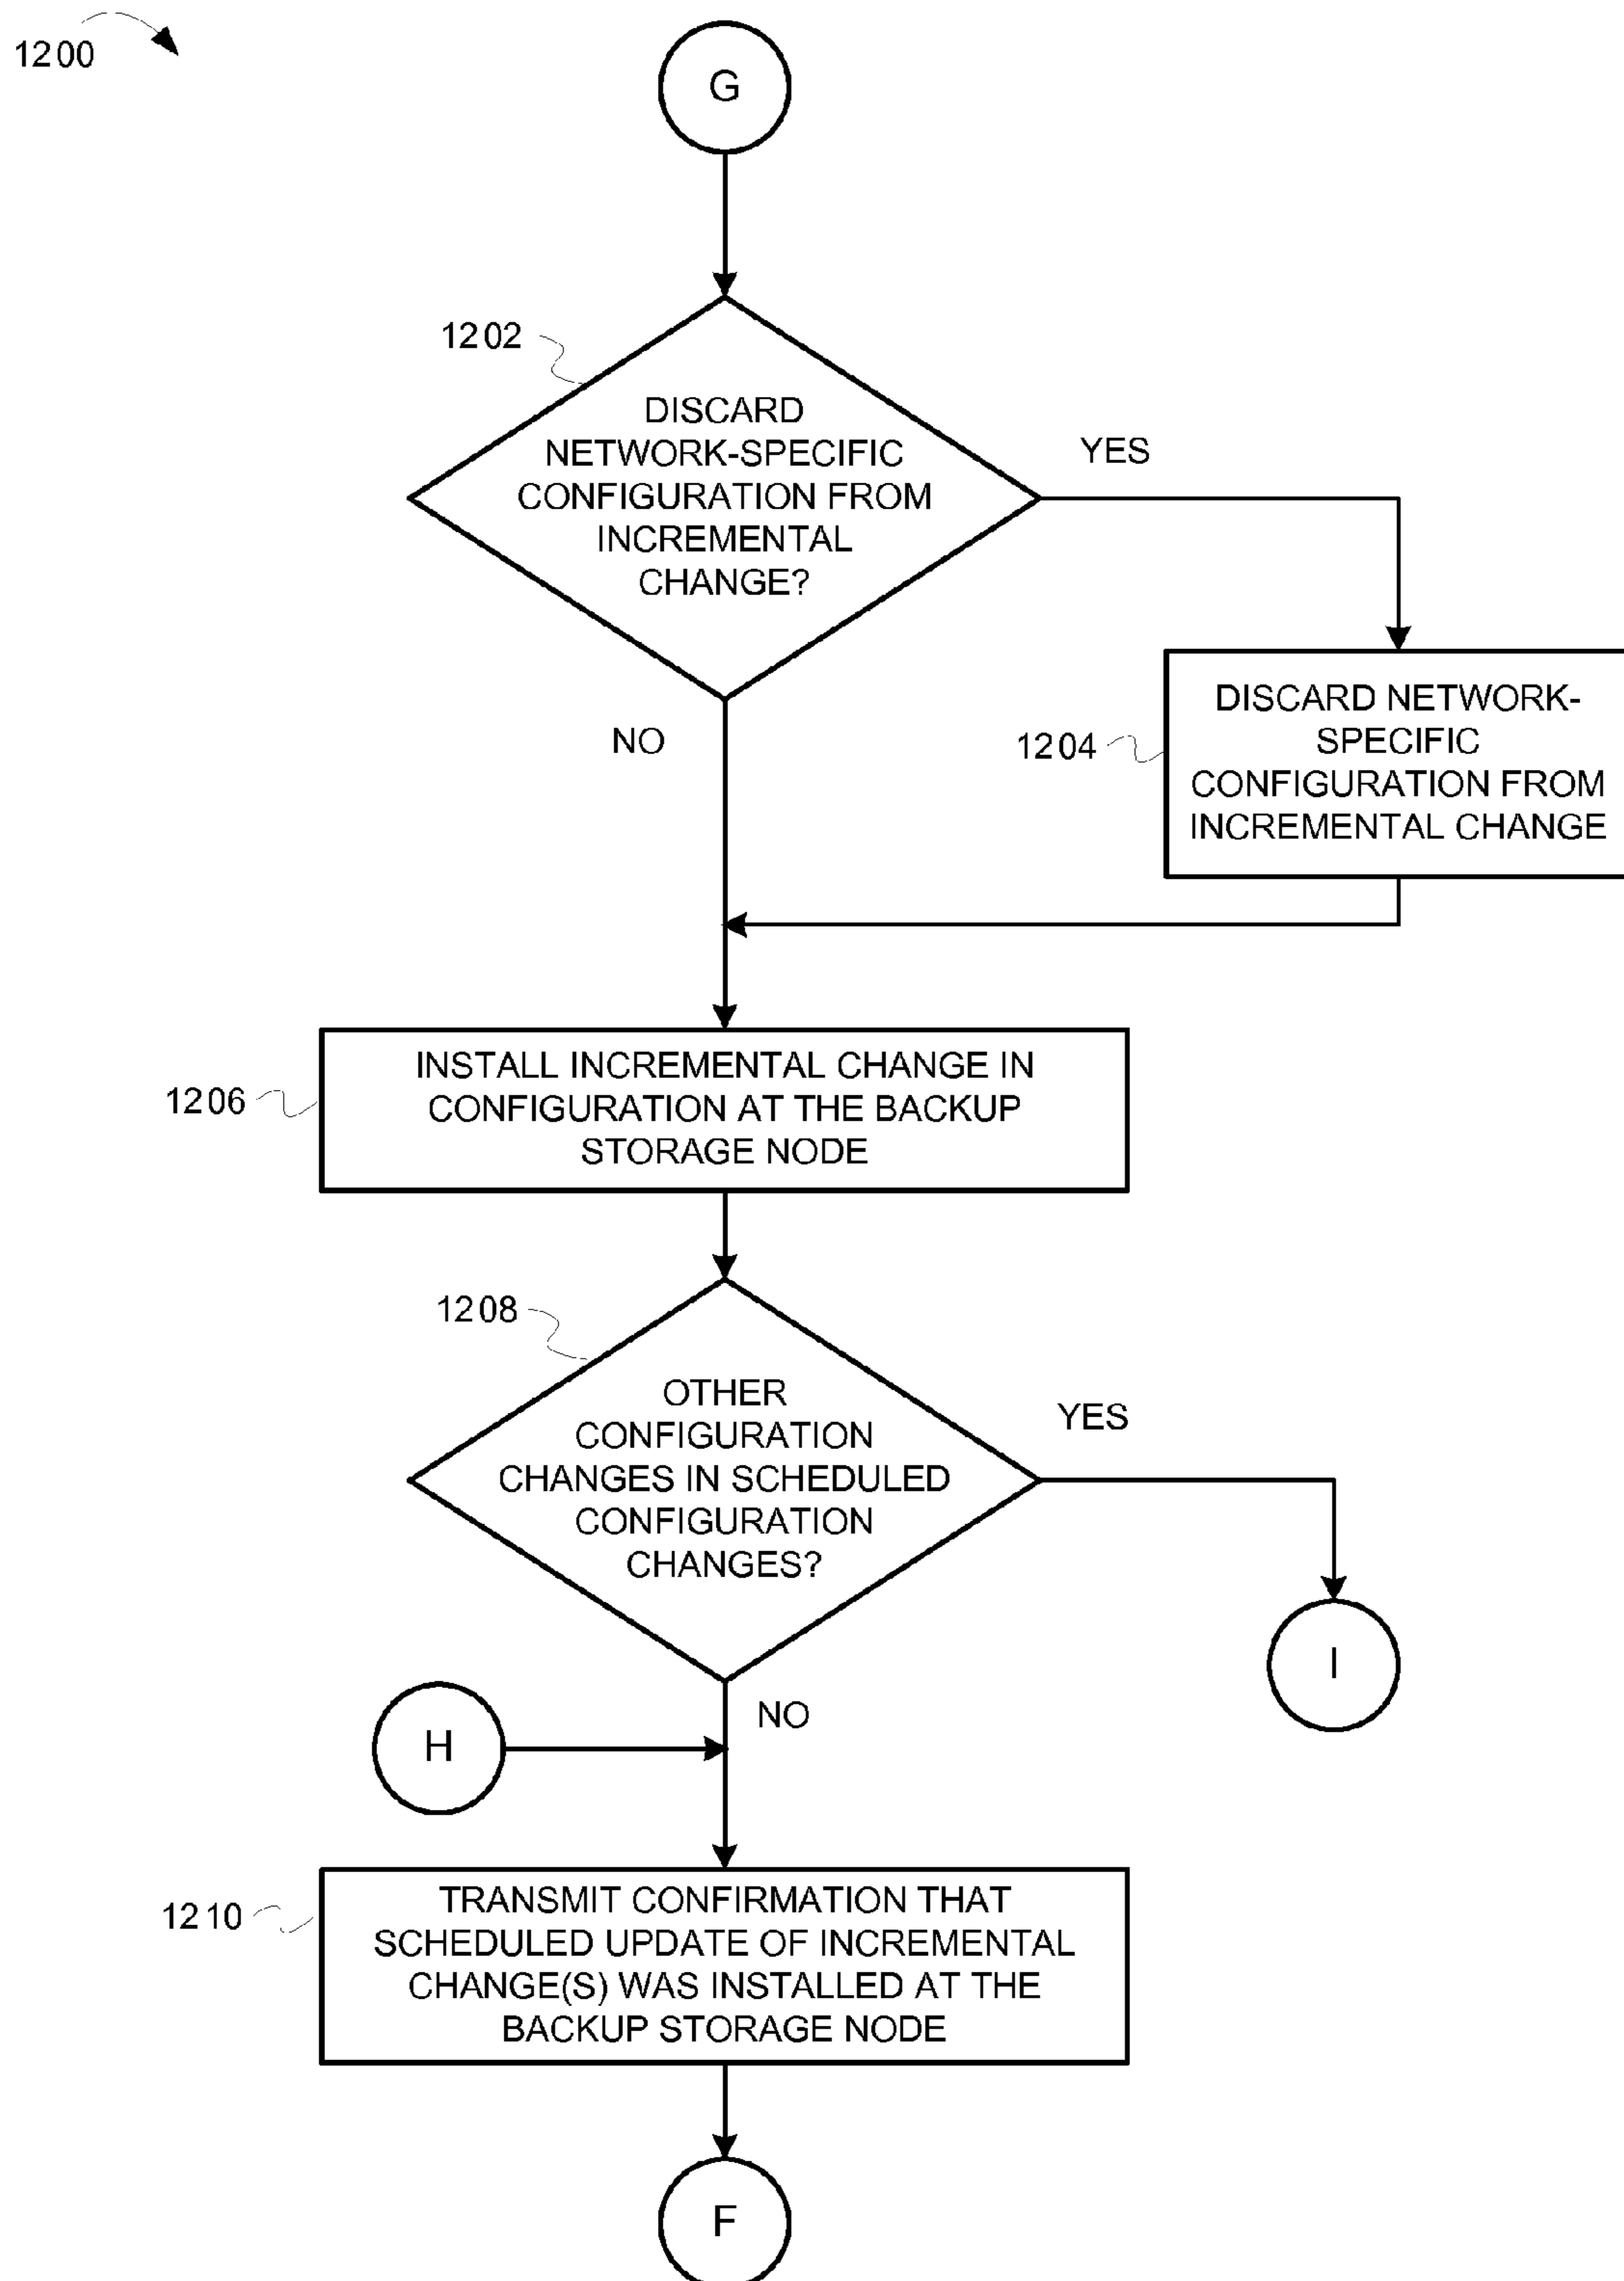 1200
G
1202
DISCARD
NETWORK-SPECIFIC
CONFIGURATION FROM
INCREMENTAL
CHANGE?
YES
NO
1204
DISCARD NETWORK-
SPECIFIC
CONFIGURATION FROM
INCREMENTAL CHANGE
1206
INSTALL INCREMENTAL CHANGE IN
CONFIGURATION AT THE BACKUP
STORAGE NODE
1208
OTHER
CONFIGURATION
CHANGES IN SCHEDULED
CONFIGURATION
CHANGES?
YES
I
NO
H
1210
TRANSMIT CONFIRMATION THAT
SCHEDULED UPDATE OF INCREMENTAL
CHANGE(S) WAS INSTALLED AT THE
BACKUP STORAGE NODE
F